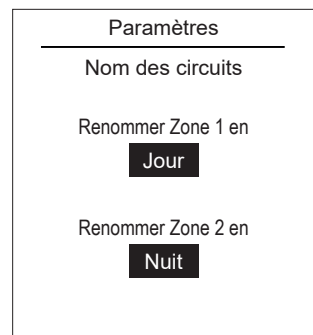 Paramètres
Nom des circuits
Renommer Zone 1 en
Jour
Renommer Zone 2 en
Nuit